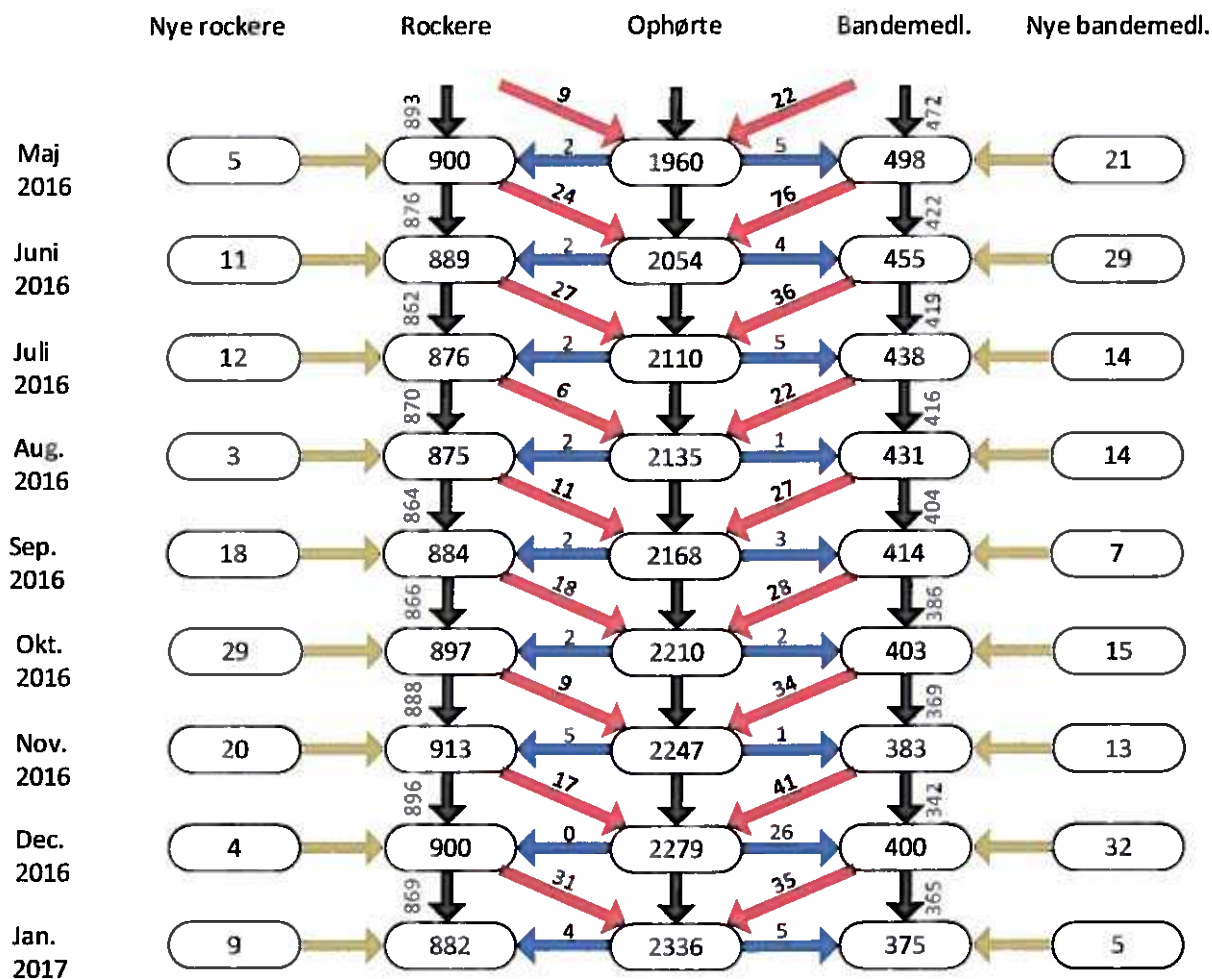 Nye rockere Rockere Ophørte Bandemedl. Nye bandemedl.
893 9 22 472
Maj 2016 5 900 2 1960 5 498 21
876 24 76 422
Juni 2016 11 889 2 2054 4 455 29
862 27 36 419
Juli 2016 12 876 2 2110 5 438 14
870 6 22 416
Aug. 2016 3 875 2 2135 1 431 14
864 11 27 404
Sep. 2016 18 884 2 2168 3 414 7
866 18 28 386
Okt. 2016 29 897 2 2210 2 403 15
888 9 34 369
Nov. 2016 20 913 5 2247 1 383 13
896 17 41 342
Dec. 2016 4 900 0 2279 26 400 32
869 31 35 365
Jan. 2017 9 882 4 2336 5 375 5